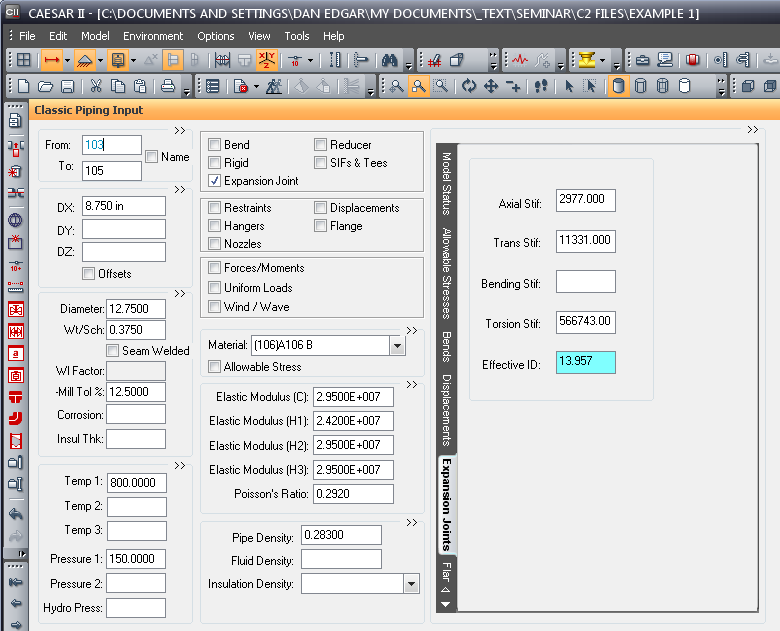 CII CAESAR II - [C:\DOCUMENTS AND SETTINGS\DAN EDGAR\MY DOCUMENTS\_TEXT\SEMINAR\C2 FILES\EXAMPLE 1]
File Edit Model Environment Options View Tools Help
Classic Piping Input
From: 103
To: 105
Name
DX: 8.750 in
DY:
DZ:
Offsets
Diameter: 12.7500
Wt/Sch: 0.3750
Seam Welded
WI Factor:
-Mill Tol %: 12.5000
Corrosion:
Insul Thk:
Temp 1: 800.0000
Temp 2:
Temp 3:
Pressure 1: 150.0000
Pressure 2:
Hydro Press:
Bend Reducer
Rigid SIFs & Tees
Expansion Joint
Restraints Displacements
Hangers Flange
Nozzles
Forces/Moments
Uniform Loads
Wind / Wave
Material: (106)A106 B
Allowable Stress
Elastic Modulus (C): 2.9500E+007
Elastic Modulus (H1): 2.4200E+007
Elastic Modulus (H2): 2.9500E+007
Elastic Modulus (H3): 2.9500E+007
Poisson's Ratio: 0.2920
Pipe Density: 0.28300
Fluid Density:
Insulation Density:
Model Status
Allowable Stresses
Bends
Displacements
Expansion Joints
Flar
Axial Stif: 2977.000
Trans Stif: 11331.000
Bending Stif:
Torsion Stif: 566743.00
Effective ID: 13.957